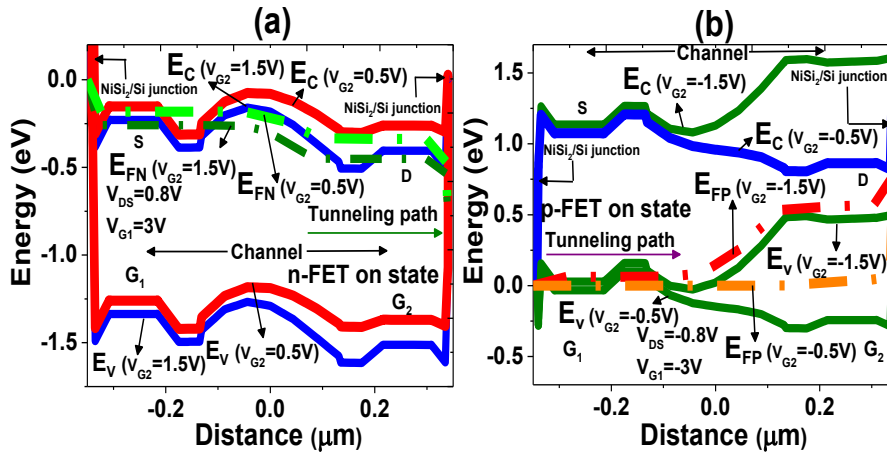 (a)
E_C (V_G2=1.5V)
E_C (V_G2=0.5V)
NiSi2/Si junction
NiSi2/Si junction
S
D
E_FN (V_G2=1.5V)
E_FN (V_G2=0.5V)
V_DS=0.8V
V_G1=3V
Tunneling path
Channel
n-FET on state
G1
G2
E_V (V_G2=1.5V)
E_V (V_G2=0.5V)
0.0
-0.5
-1.0
-1.5
Energy (eV)
-0.2
0.0
0.2
Distance (μm)
(b)
Channel
E_C (V_G2=-1.5V)
NiSi2/Si junction
S
E_C (V_G2=-0.5V)
NiSi2/Si junction
D
E_FP (V_G2=-1.5V)
p-FET on state
Tunneling path
E_V (V_G2=-1.5V)
E_V (V_G2=-0.5V)
V_DS=-0.8V
V_G1=-3V
E_FP (V_G2=-0.5V)
G1
G2
1.5
1.0
0.5
0.0
-0.5
Energy (eV)
-0.2
0.0
0.2
Distance (μm)